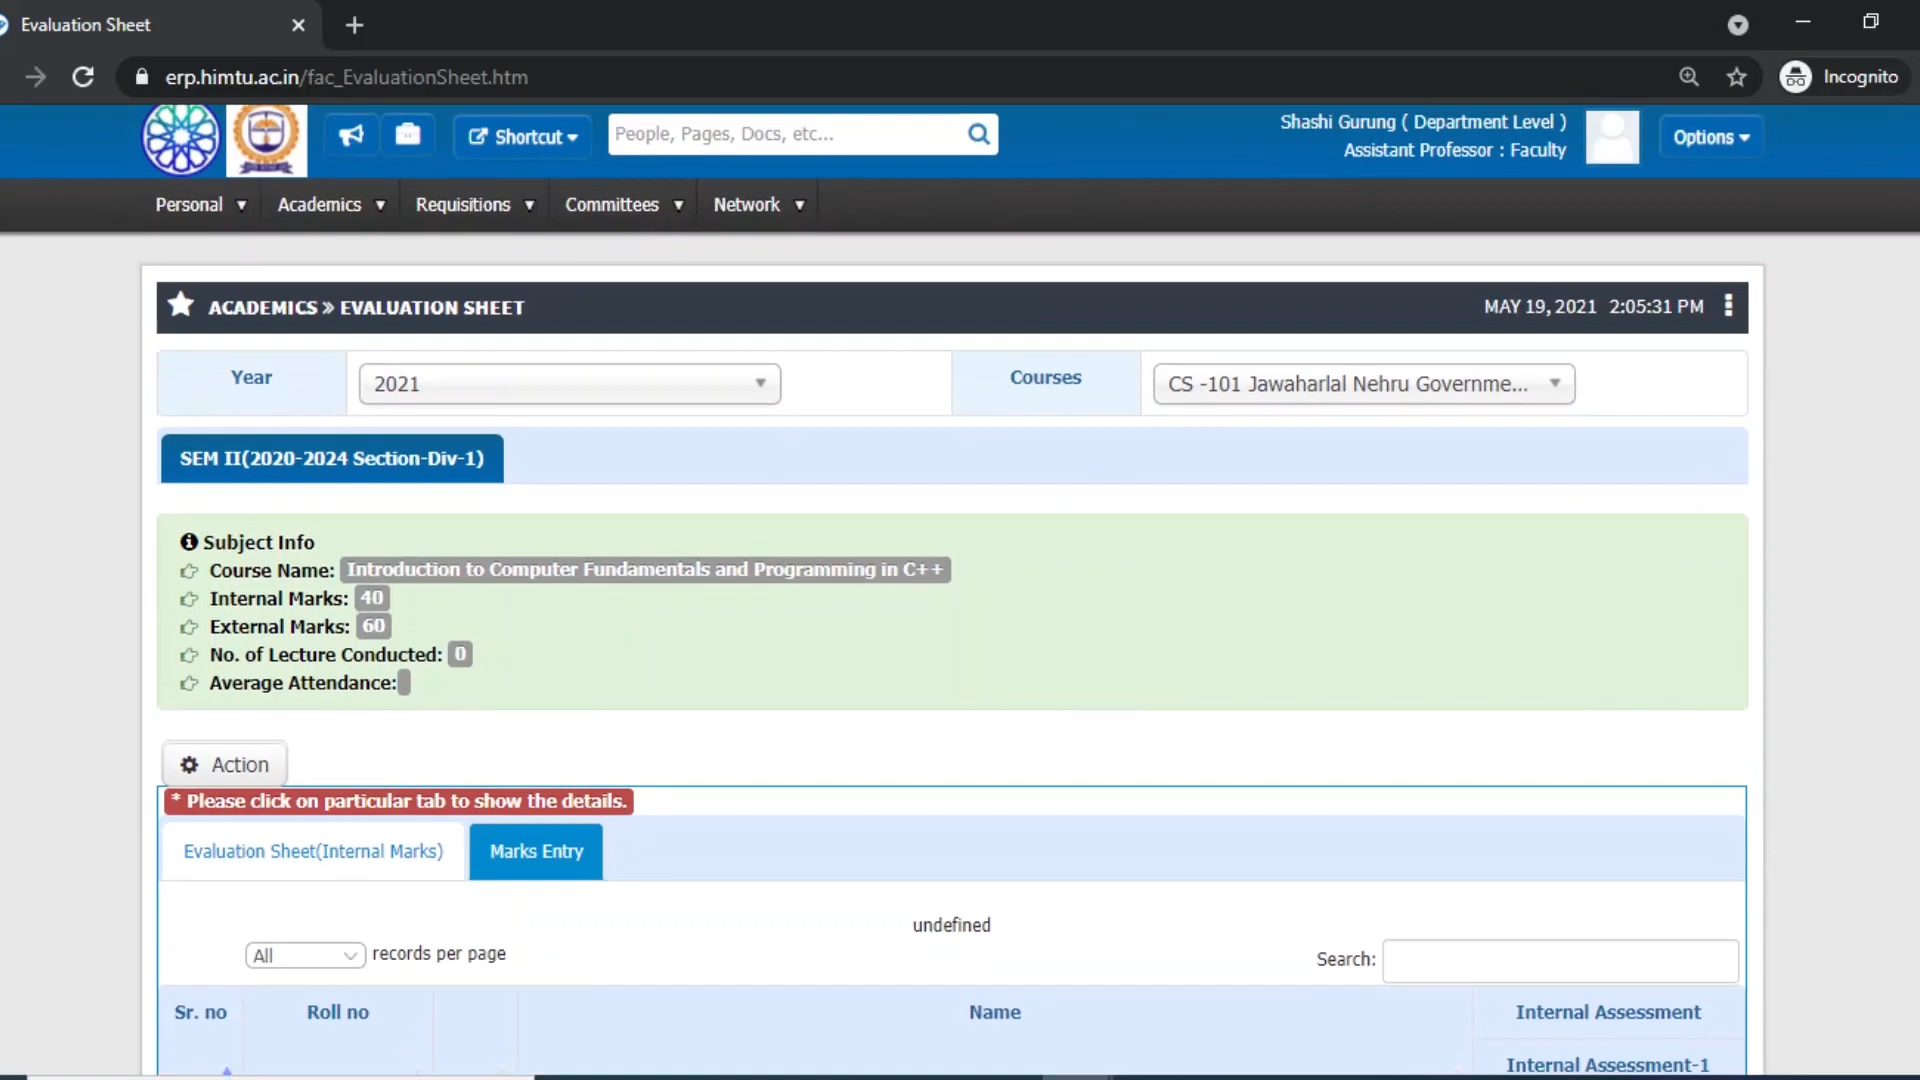 Evaluation Sheet
erp.himtu.ac.in/fac_EvaluationSheet.htm
Incognito
Shortcut
People, Pages, Docs, etc...
Shashi Gurung ( Department Level )
Assistant Professor : Faculty
Options
Personal Academics Requisitions Committees Network
ACADEMICS » EVALUATION SHEET
MAY 19, 2021 2:05:31 PM
Year
2021
Courses
CS -101 Jawaharlal Nehru Governme...
SEM II(2020-2024 Section-Div-1)
Subject Info
Course Name: Introduction to Computer Fundamentals and Programming in C++
Internal Marks: 40
External Marks: 60
No. of Lecture Conducted: 0
Average Attendance:
Action
* Please click on particular tab to show the details.
Evaluation Sheet(Internal Marks)
Marks Entry
undefined
All records per page
Search:
Sr. no Roll no Name Internal Assessment
Internal Assessment-1